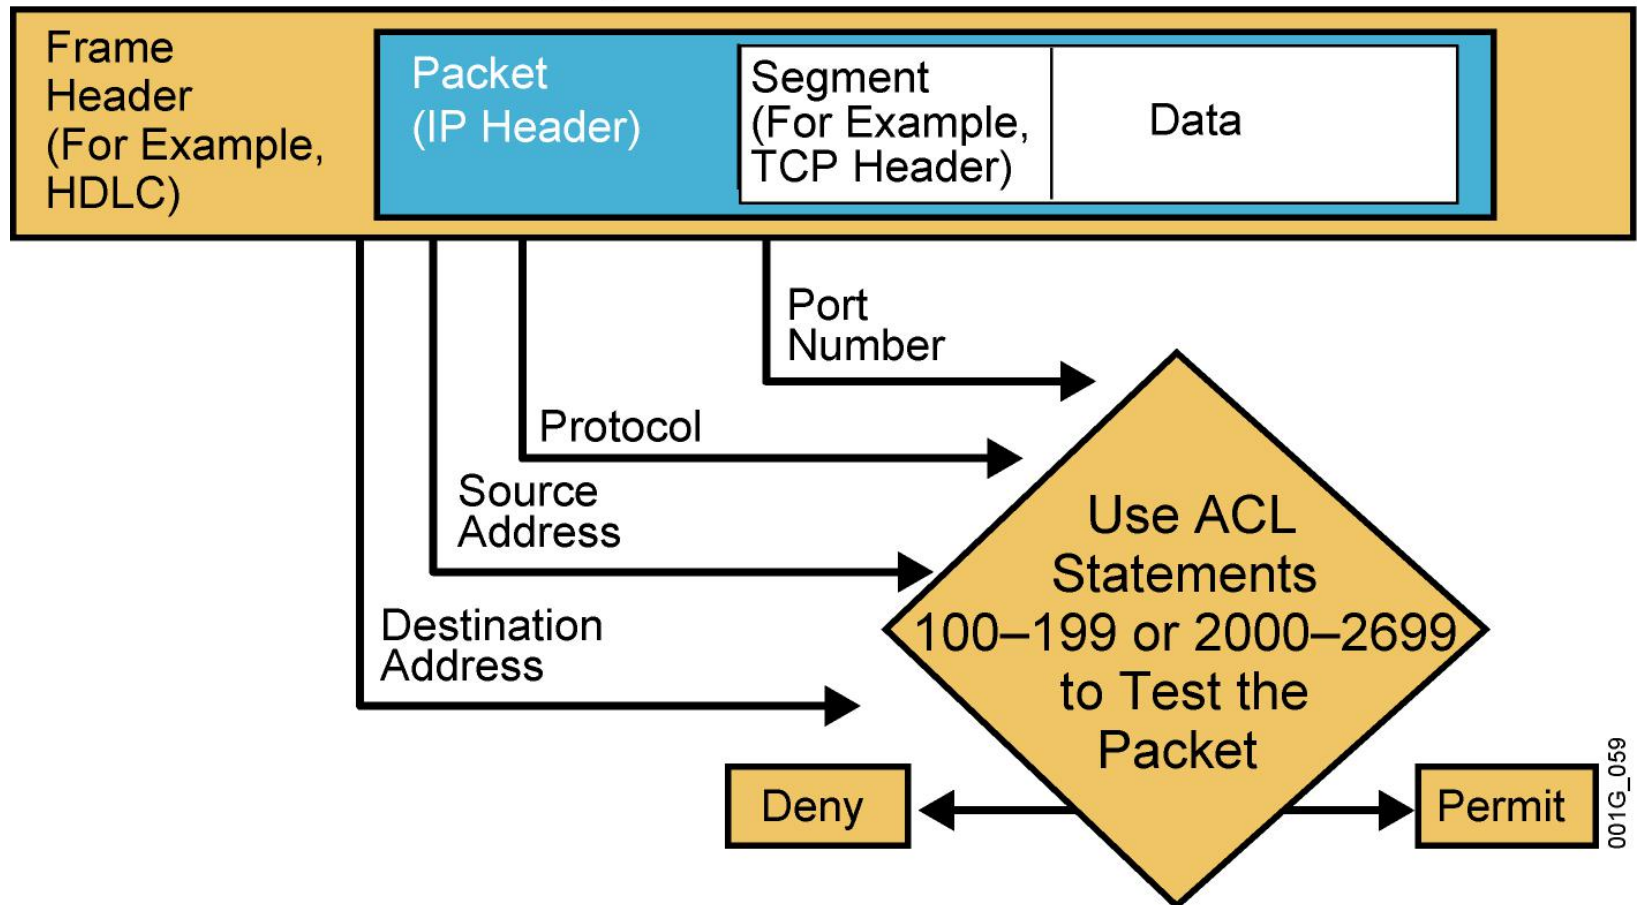 Frame
Header
(For Example,
HDLC)
Packet
(IP Header)
Segment
(For Example,
TCP Header)
Data
Port
Number
Protocol
Source
Address
Destination
Address
Use ACL
Statements
100–199 or 2000–2699
to Test the
Packet
Deny
Permit
001G_059